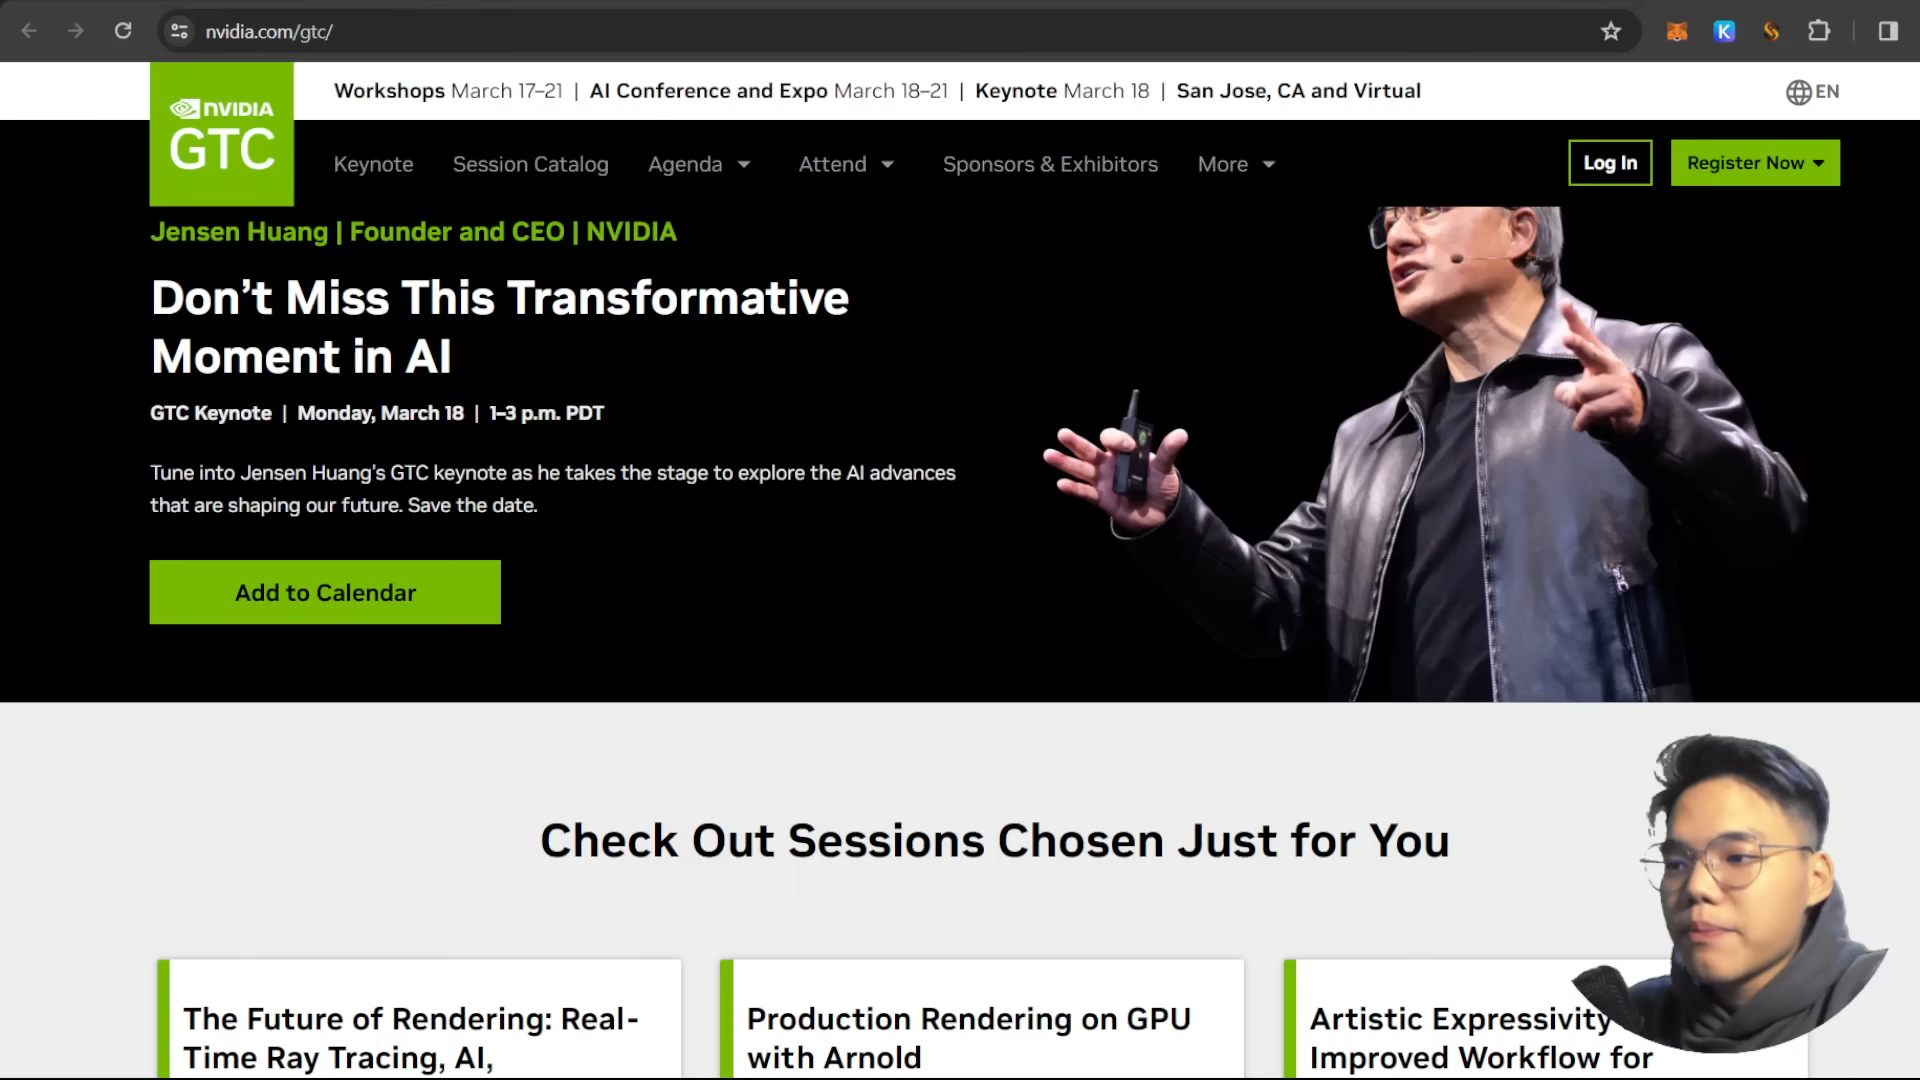 nvidia.com/gtc/
Workshops March 17–21 | AI Conference and Expo March 18–21 | Keynote March 18 | San Jose, CA and Virtual
EN
NVIDIA
GTC
Keynote Session Catalog Agenda Attend Sponsors & Exhibitors More
Log In
Register Now
Jensen Huang | Founder and CEO | NVIDIA
Don’t Miss This Transformative
Moment in AI
GTC Keynote | Monday, March 18 | 1–3 p.m. PDT
Tune into Jensen Huang’s GTC keynote as he takes the stage to explore the AI advances
that are shaping our future. Save the date.
Add to Calendar
Check Out Sessions Chosen Just for You
The Future of Rendering: Real-
Time Ray Tracing, AI,
Production Rendering on GPU
with Arnold
Artistic Expressivity
Improved Workflow for